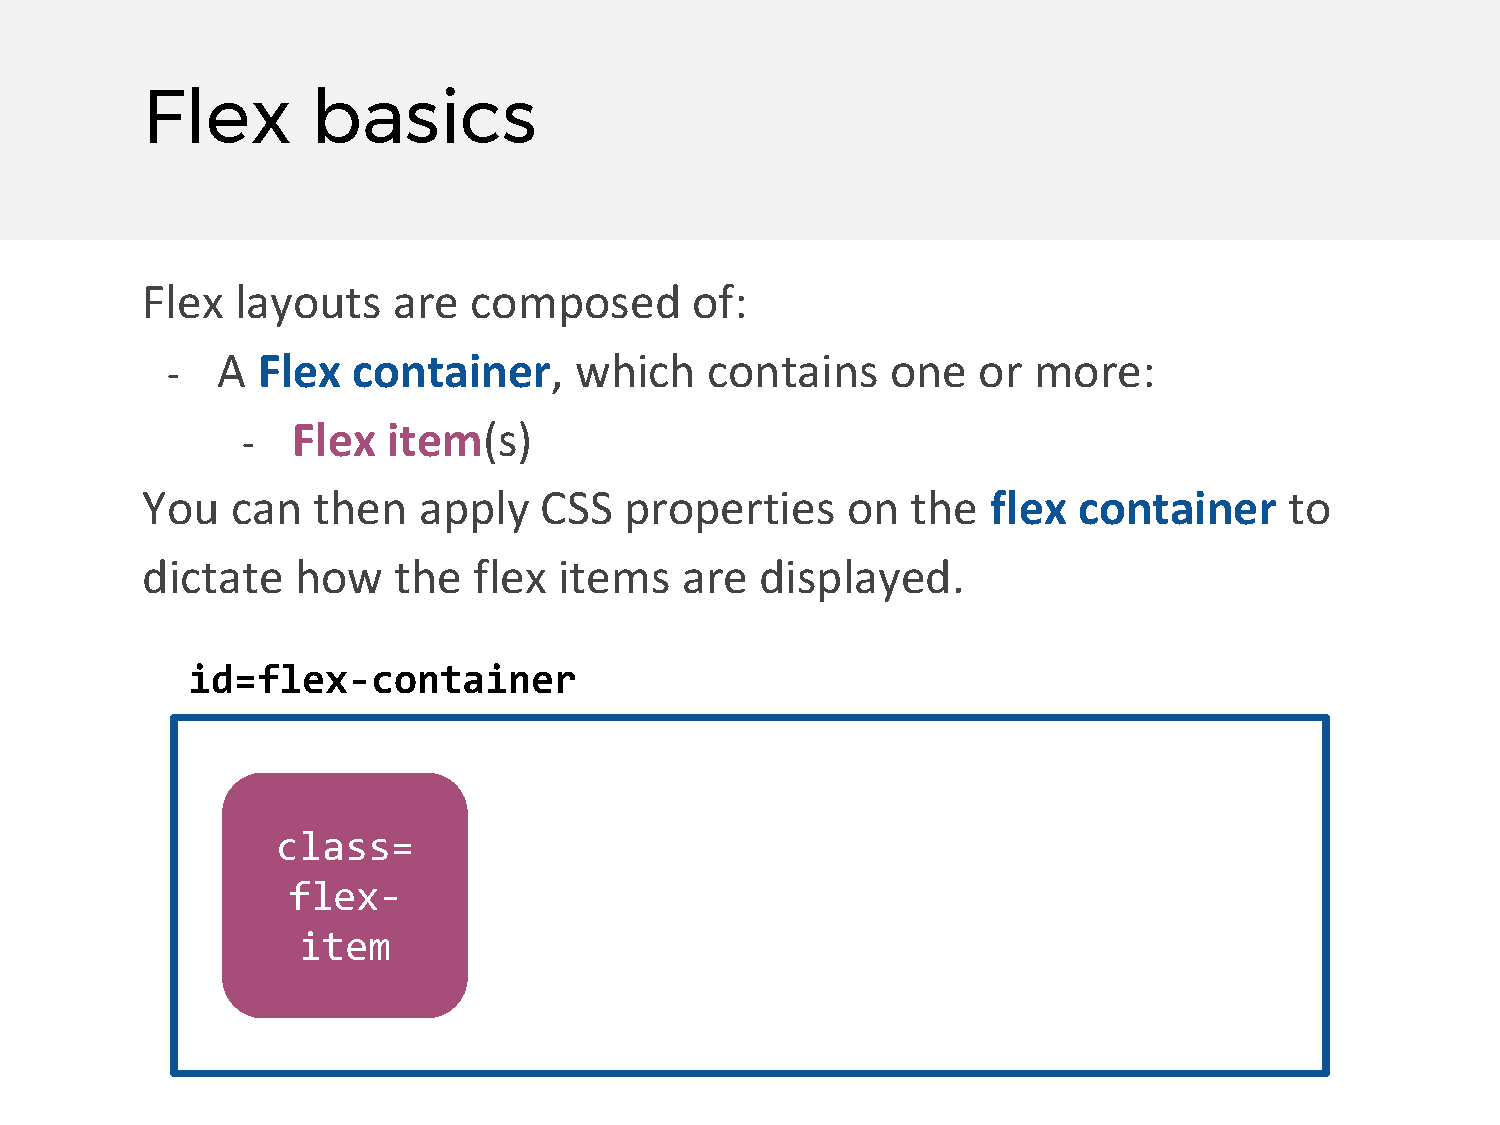 Flex basics
Flex layouts are composed of:
- A Flex container, which contains one or more:
- Flex item(s)
You can then apply CSS properties on the flex container to
dictate how the flex items are displayed.
id=flex-container
class=
flex-
item